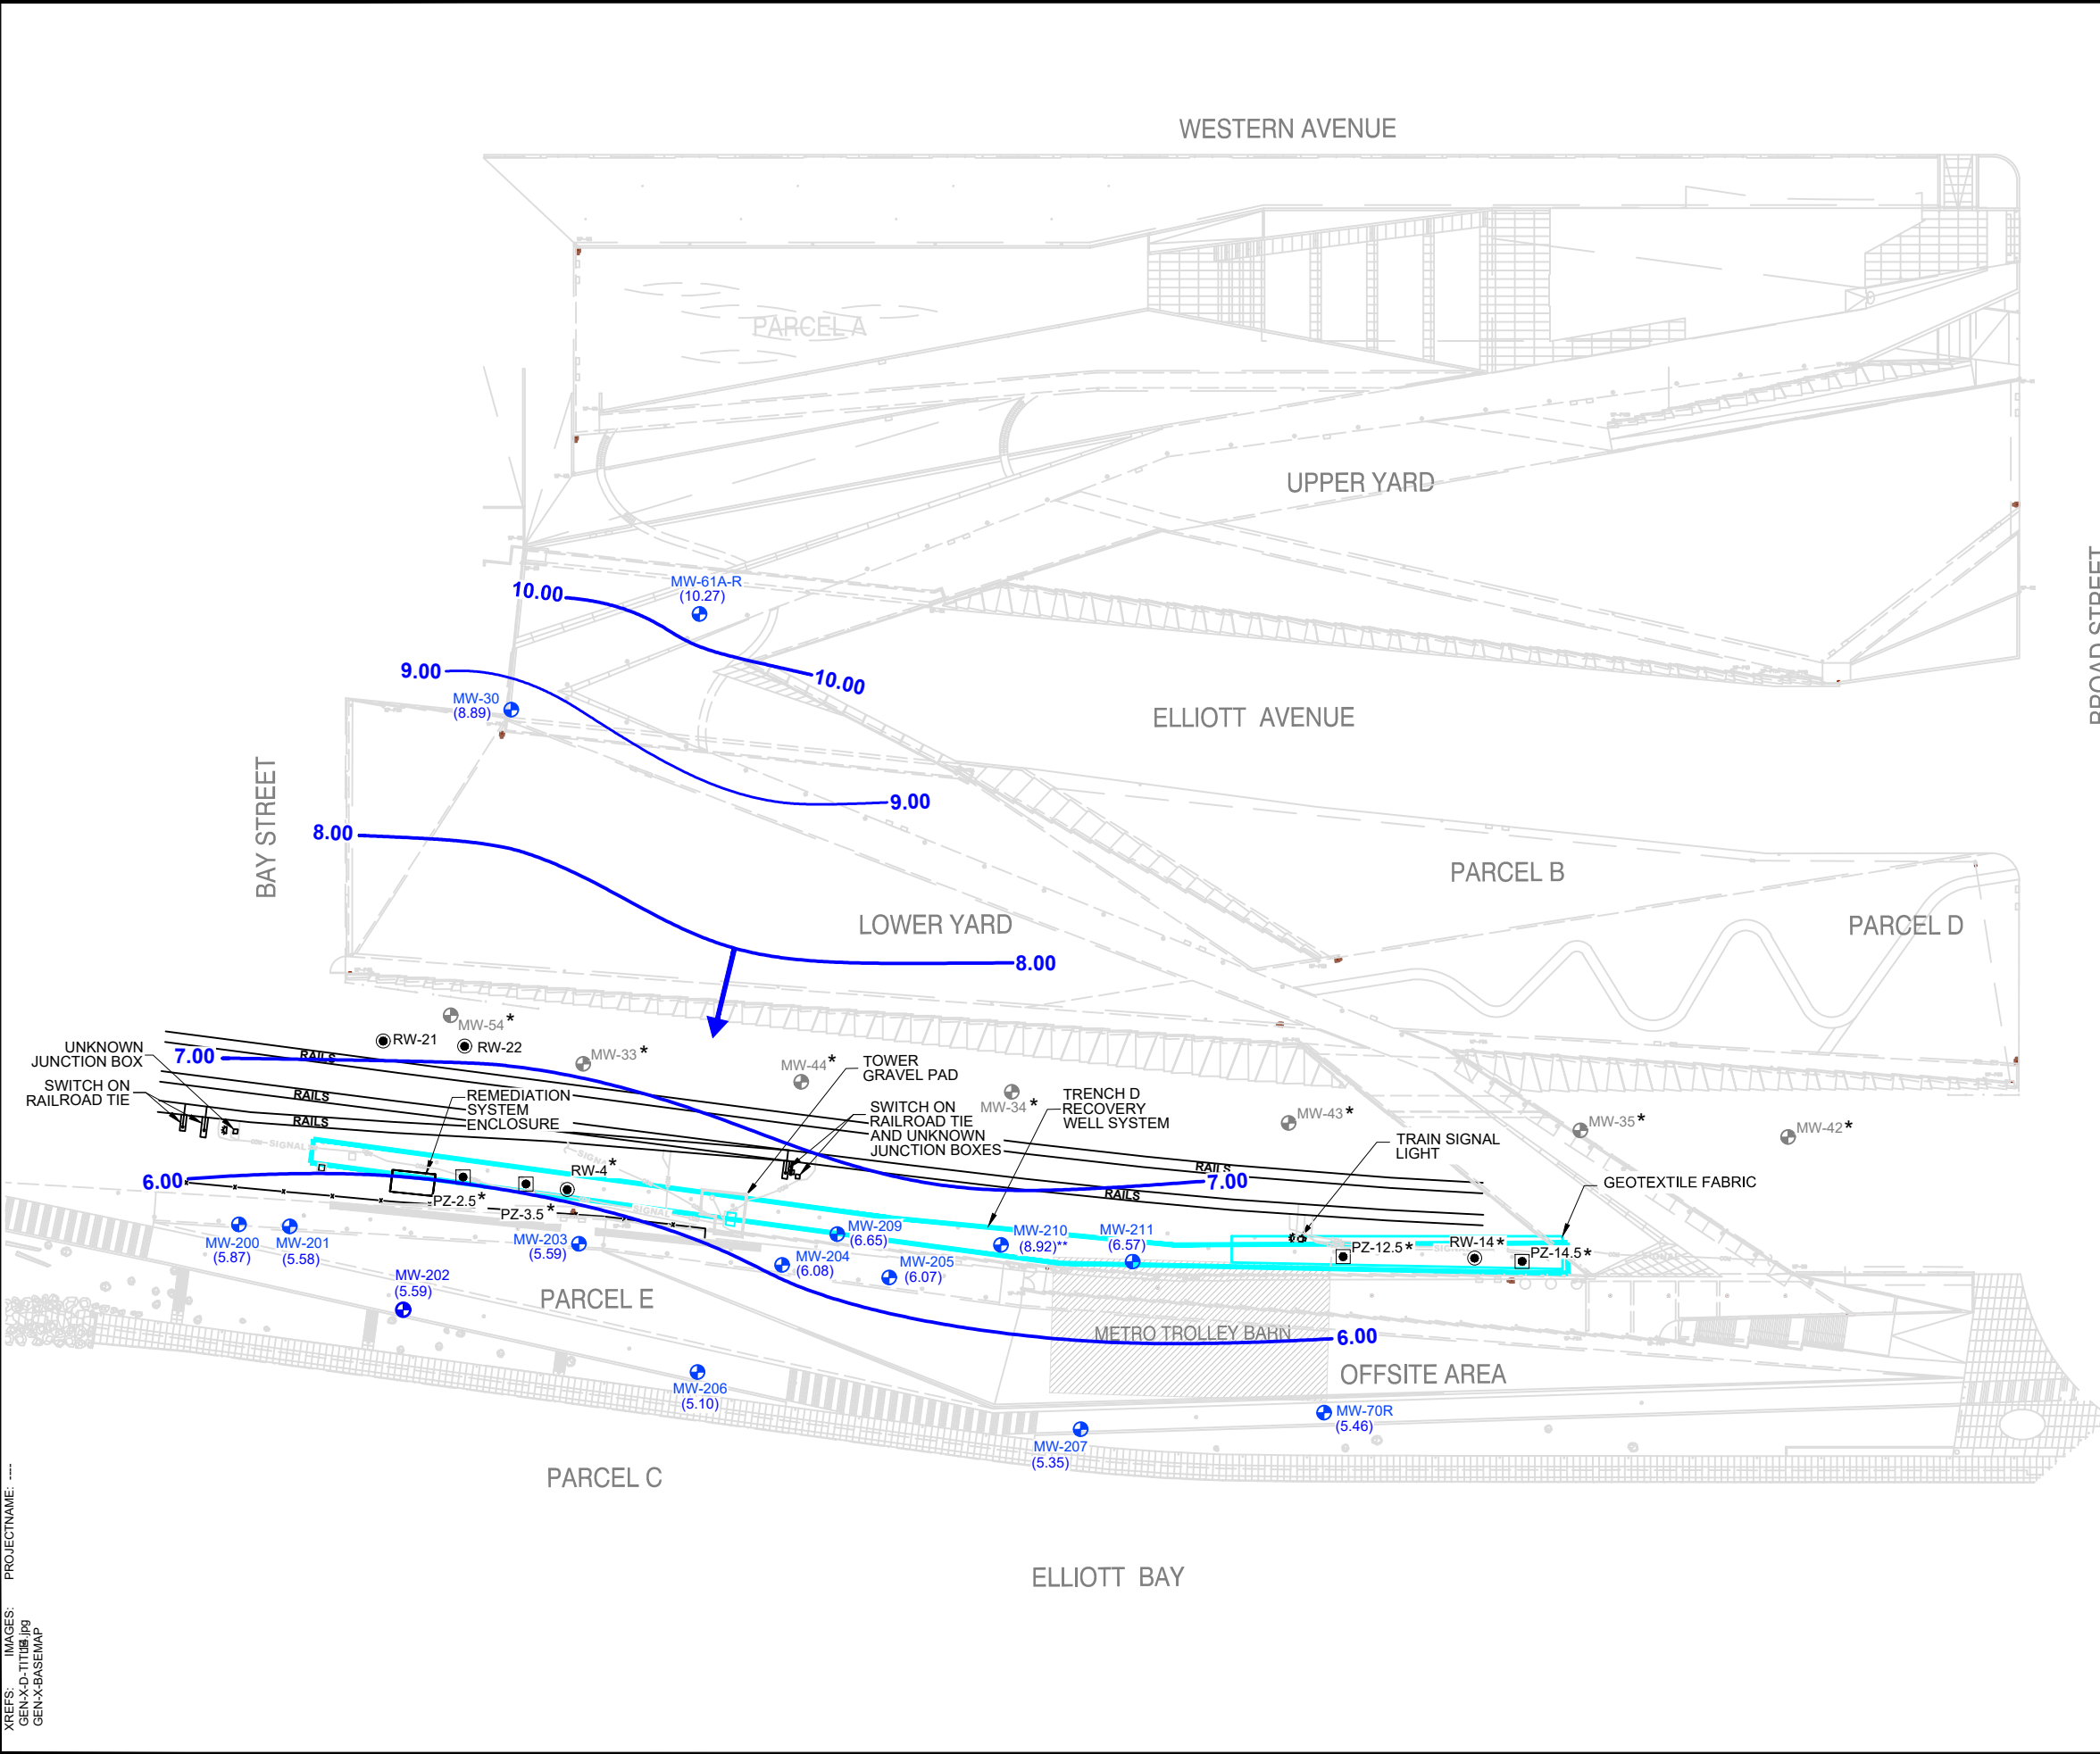 WESTERN AVENUE
PARCEL A
UPPER YARD
BROAD STREET
MW-61A-R
(10.27)
10.00
10.00
9.00
MW-30
(8.89)
ELLIOTT AVENUE
9.00
BAY STREET
8.00
PARCEL B
LOWER YARD
PARCEL D
8.00
MW-54*
RW-21
RW-22
UNKNOWN
JUNCTION BOX
7.00
RAILS
MW-33*
MW-44*
TOWER
GRAVEL PAD
SWITCH ON
RAILROAD TIE
RAILS
REMEDIATION
SYSTEM
ENCLOSURE
RAILS
MW-34*
SWITCH ON
RAILROAD TIE
AND UNKNOWN
JUNCTION BOXES
TRENCH D
RECOVERY
WELL SYSTEM
MW-43*
MW-35*
MW-42*
TRAIN SIGNAL
LIGHT
SIGNAL
SIGNAL
RW-4*
RAILS
RAILS
7.00
GEOTEXTILE FABRIC
6.00
PZ-2.5*
PZ-3.5*
SIGNAL
MW-200
(5.87)
MW-201
(5.58)
MW-203
(5.59)
MW-209
(6.65)
MW-204
(6.08)
MW-205
(6.07)
MW-210
(8.92)**
MW-211
(6.57)
PZ-12.5*
SIGNAL
RW-14*
PZ-14.5*
SIGNAL
MW-202
(5.59)
PARCEL E
METRO TROLLEY BARN
6.00
OFFSITE AREA
MW-206
(5.10)
MW-70R
(5.46)
MW-207
(5.35)
PARCEL C
ELLIOTT BAY
XREFS:
IMAGES:
PROJECTNAME: ----
GEN-X-BASEMAP